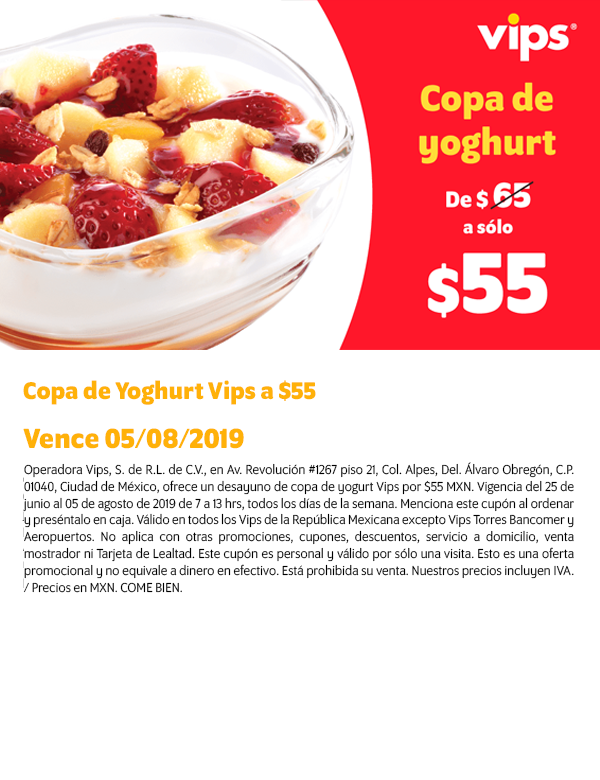 vips®
Copa de
yoghurt
De $ 65
a sólo
$55
Copa de Yoghurt Vips a $55
Vence 05/08/2019
Operadora Vips, S. de R.L. de C.V., en Av. Revolución #1267 piso 21, Col. Alpes, Del. Álvaro Obregón, C.P.
01040, Ciudad de México, ofrece un desayuno de copa de yogurt Vips por $55 MXN. Vigencia del 25 de
junio al 05 de agosto de 2019 de 7 a 13 hrs, todos los días de la semana. Menciona este cupón al ordenar
y preséntalo en caja. Válido en todos los Vips de la República Mexicana excepto Vips Torres Bancomer y
Aeropuertos. No aplica con otras promociones, cupones, descuentos, servicio a domicilio, venta
mostrador ni Tarjeta de Lealtad. Este cupón es personal y válido por sólo una visita. Esto es una oferta
promocional y no equivale a dinero en efectivo. Está prohibida su venta. Nuestros precios incluyen IVA.
/ Precios en MXN. COME BIEN.